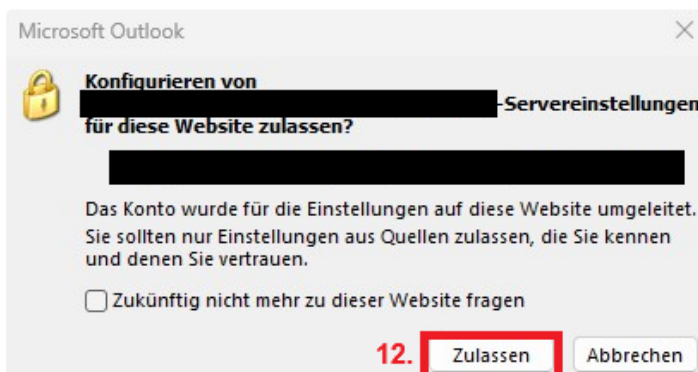 Microsoft Outlook
Konfigurieren von
-Servereinstellungen
für diese Website zulassen?
Das Konto wurde für die Einstellungen auf diese Website umgeleitet.
Sie sollten nur Einstellungen aus Quellen zulassen, die Sie kennen
und denen Sie vertrauen.
Zukünftig nicht mehr zu dieser Website fragen
12. Zulassen Abbrechen